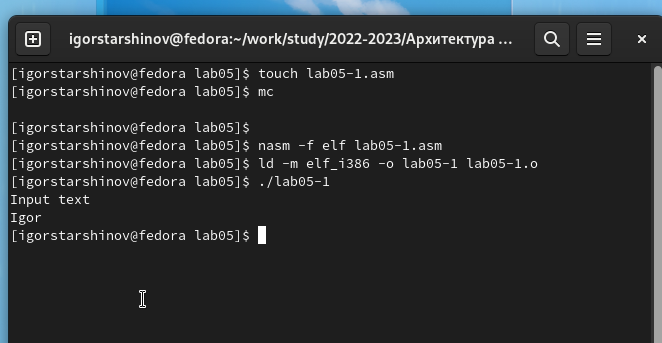 igorstarshinov@fedora:~/work/study/2022-2023/Архитектура ...
[igorstarshinov@fedora lab05]$ touch lab05-1.asm
[igorstarshinov@fedora lab05]$ mc
[igorstarshinov@fedora lab05]$
[igorstarshinov@fedora lab05]$ nasm -f elf lab05-1.asm
[igorstarshinov@fedora lab05]$ ld -m elf_i386 -o lab05-1 lab05-1.o
[igorstarshinov@fedora lab05]$ ./lab05-1
Input text
Igor
[igorstarshinov@fedora lab05]$